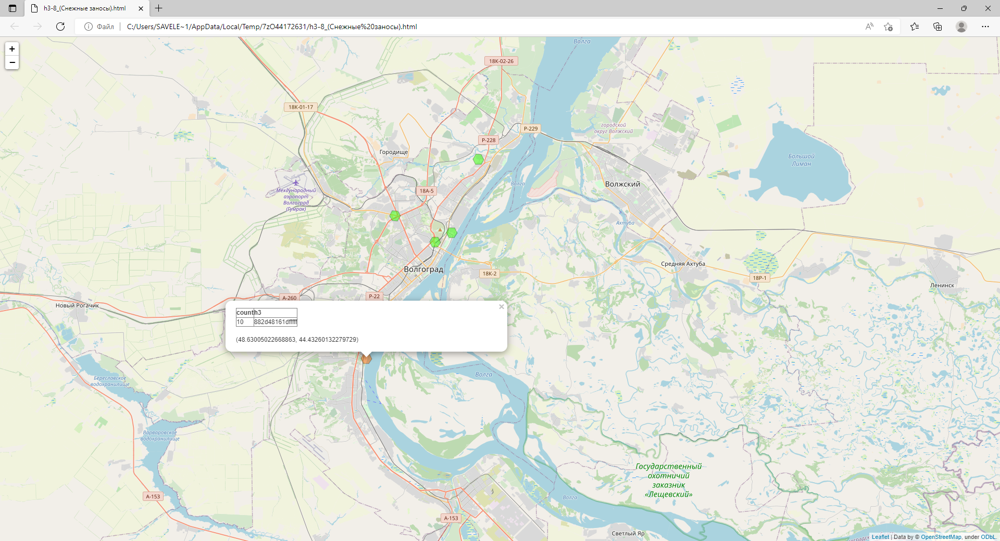 h3-8_(Снежные заносы).html
Файл
C:/Users/SAVELE~1/AppData/Local/Temp/7zO44172631/h3-8_(Снежные%20заносы).html
+
−
Волга
18К-02-26
18К-01-17
Р-229
городской
округ Волжский
Р-228
Городище
Большой
Лиман
Волга
Волжский
18А-5
Международный
аэропорт
Волгоград
(Гумрак)
Ахтуба
Средняя Ахтуба
Волгоград
18К-2
18Р-1
Ленинск
А-260
Р-22
Новый Рогачик
count h3
10 882d48161dfffff
(48.63005022668863, 44.43260132279729)
×
Волга
Береславское
водохранилище
Варваровское
водохранилище
Государственный
охотничий
заказник
«Лещевский»
А-153
Волга
А-153
Светлый Яр
Leaflet | Data by © OpenStreetMap, under ODbL.